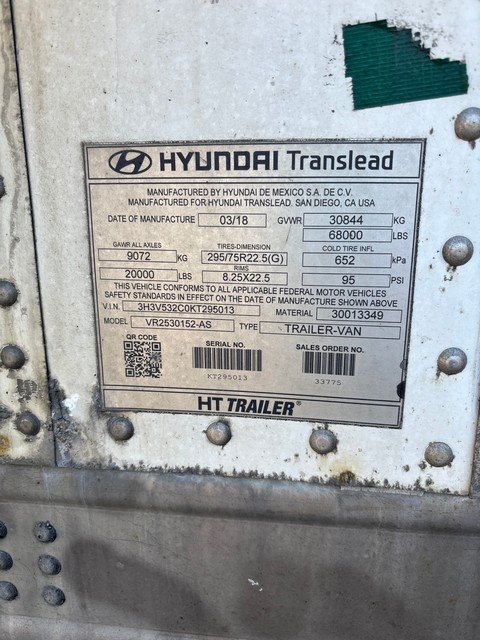 HYUNDAI Translead
MANUFACTURED BY HYUNDAI DE MEXICO S.A. DE C.V.
MANUFACTURED FOR HYUNDAI TRANSLEAD. SAN DIEGO, CA USA
DATE OF MANUFACTURE 03/18 GVWR 30844 KG
68000 LBS
GAWR ALL AXLES TIRES-DIMENSION COLD TIRE INFL
9072 KG 295/75R22.5(G) 652 kPa
RIMS
20000 LBS 8.25X22.5 95 PSI
THIS VEHICLE CONFORMS TO ALL APPLICABLE FEDERAL MOTOR VEHICLES
SAFETY STANDARDS IN EFFECT ON THE DATE OF MANUFACTURE SHOWN ABOVE
V.I.N. 3H3V532C0KT295013 MATERIAL 30013349
MODEL VR2530152-AS TYPE TRAILER-VAN
QR CODE SERIAL NO. SALES ORDER NO.
KT295013 33775
HT TRAILER®